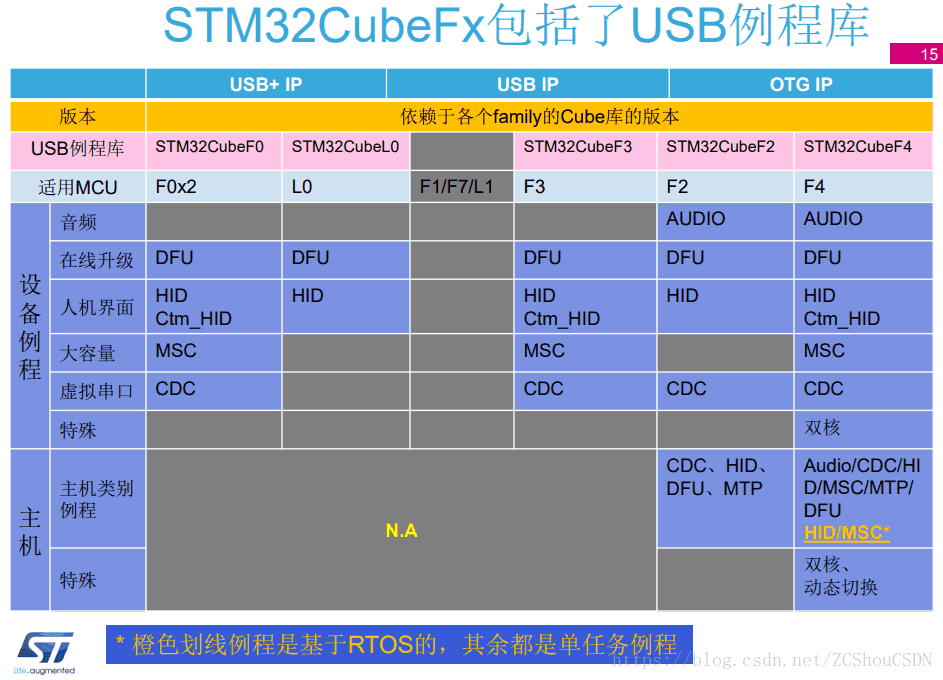 STM32CubeFx包括了USB例程库
15
USB+ IP USB IP OTG IP
版本 依赖于各个family的Cube库的版本
USB例程库 STM32CubeF0 STM32CubeL0 STM32CubeF3 STM32CubeF2 STM32CubeF4
适用MCU F0x2 L0 F1/F7/L1 F3 F2 F4
设备例程
音频 AUDIO AUDIO
在线升级 DFU DFU DFU DFU DFU
人机界面 HID HID HID HID HID
Ctm_HID Ctm_HID Ctm_HID
大容量 MSC MSC MSC
虚拟串口 CDC CDC CDC CDC
特殊 双核
主机
主机类别
例程
N.A
CDC、HID、
DFU、MTP
Audio/CDC/HI
D/MSC/MTP/
DFU
HID/MSC*
特殊
双核、
动态切换
ST
life.augmented
* 橙色划线例程是基于RTOS的，其余都是单任务例程
https://blog.csdn.net/ZCShouCSDN